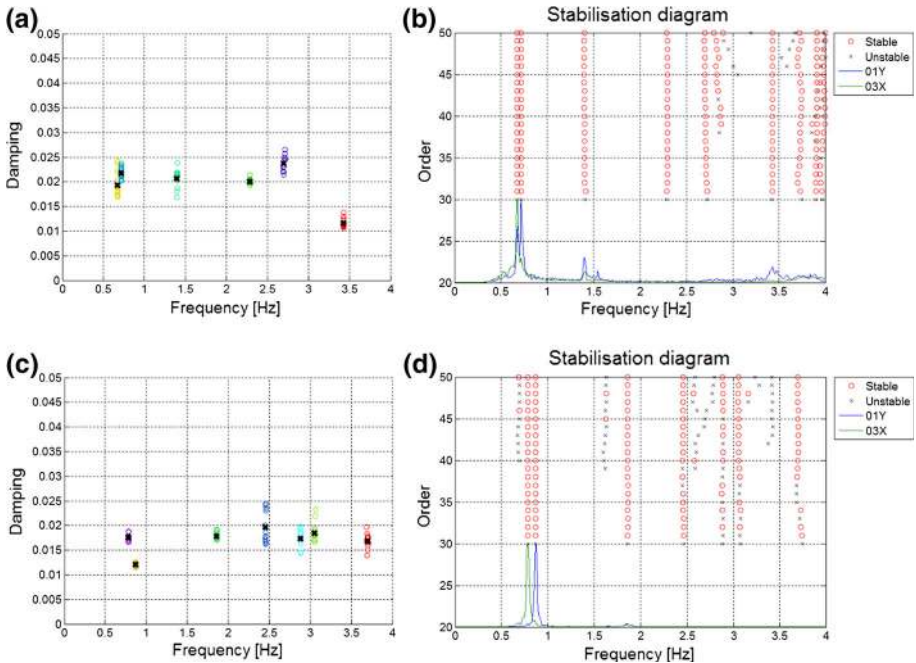 (a)
0.05
0.045
0.04
0.035
0.03
0.025
0.02
0.015
0.01
0.005
0
Damping
0 0.5 1 1.5 2 2.5 3 3.5 4
Frequency [Hz]
(b)
Stabilisation diagram
50
45
40
35
30
25
20
Order
0 0.5 1 1.5 2 2.5 3 3.5 4
Frequency [Hz]
Stable
Unstable
01Y
03X
(c)
0.05
0.045
0.04
0.035
0.03
0.025
0.02
0.015
0.01
0.005
0
Damping
0 0.5 1 1.5 2 2.5 3 3.5 4
Frequency [Hz]
(d)
Stabilisation diagram
50
45
40
35
30
25
20
Order
0 0.5 1 1.5 2 2.5 3 3.5 4
Frequency [Hz]
Stable
Unstable
01Y
03X